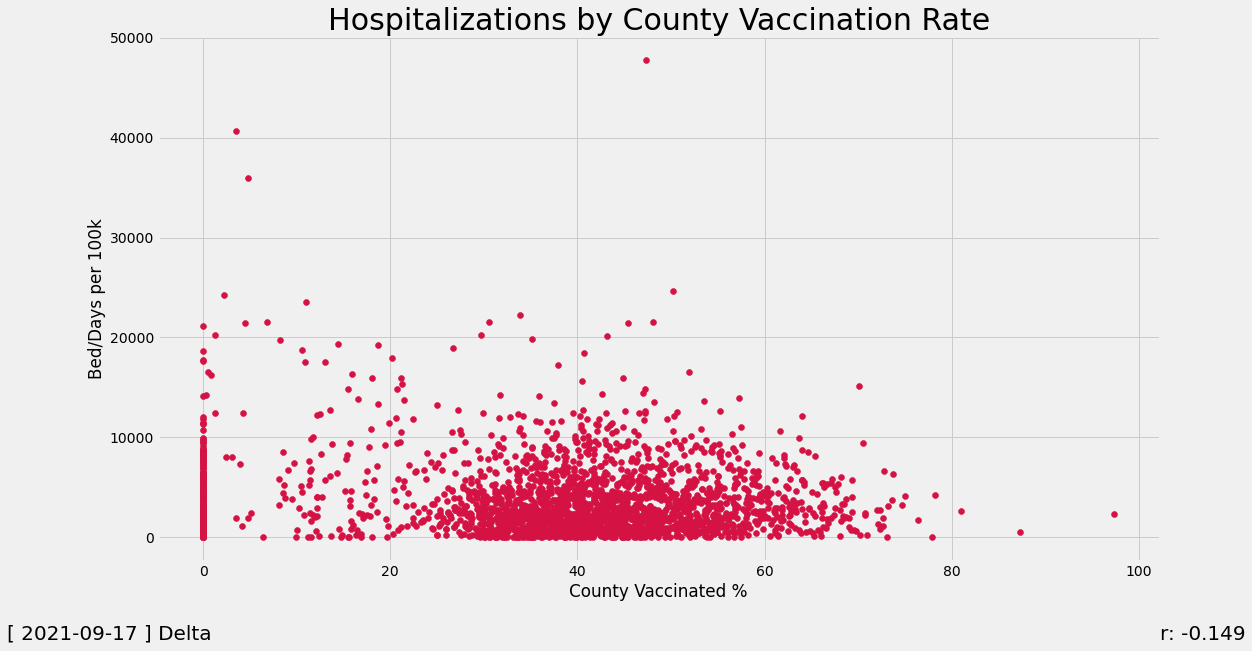 Hospitalizations by County Vaccination Rate
50000
40000
30000
20000
10000
0
Bed/Days per 100k
0 20 40 60 80 100
County Vaccinated %
[ 2021-09-17 ] Delta
r: -0.149